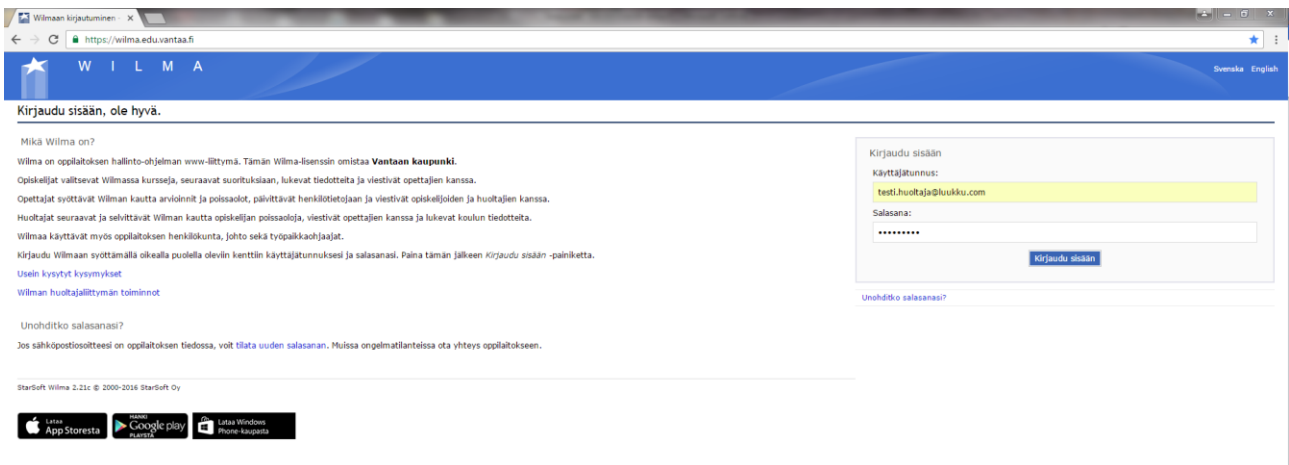 Wilmaan kirjautuminen -
https://wilma.edu.vantaa.fi
W I L M A
Svenska English
Kirjaudu sisään, ole hyvä.
Mikä Wilma on?
Wilma on oppilaitoksen hallinto-ohjelman www-liittymä. Tämän Wilma-lisenssin omistaa Vantaan kaupunki.
Opiskelijat valitsevat Wilmassa kursseja, seuraavat suorituksiaan, lukevat tiedotteita ja viestivät opettajien kanssa.
Opettajat syöttävät Wilman kautta arvioinnit ja poissaolot, päivittävät henkilötietojaan ja viestivät opiskelijoiden ja huoltajien kanssa.
Huoltajat seuraavat ja selvittävät Wilman kautta opiskelijan poissaoloja, viestivät opettajien kanssa ja lukevat koulun tiedotteita.
Wilmaa käyttävät myös oppilaitoksen henkilökunta, johto sekä työpaikkaohjaajat.
Kirjaudu Wilmaan syöttämällä oikealla puolella oleviin kenttiin käyttäjätunnuksesi ja salasanasi. Paina tämän jälkeen Kirjaudu sisään -painiketta.
Usein kysytyt kysymykset
Wilman huoltajaliittymän toiminnot
Unohditko salasanasi?
Jos sähköpostiosoitteesi on oppilaitoksen tiedossa, voit tilata uuden salasanan. Muissa ongelmatilanteissa ota yhteys oppilaitokseen.
StarSoft Wilma 2.21c © 2000-2016 StarSoft Oy
Lataa
App Storesta
HANKI
Google play
PLAYSTÄ
Lataa Windows
Phone-kaupasta
Kirjaudu sisään
Käyttäjätunnus:
testi.huoltaja@luukku.com
Salasana:
•••••••••
Kirjaudu sisään
Unohditko salasanasi?